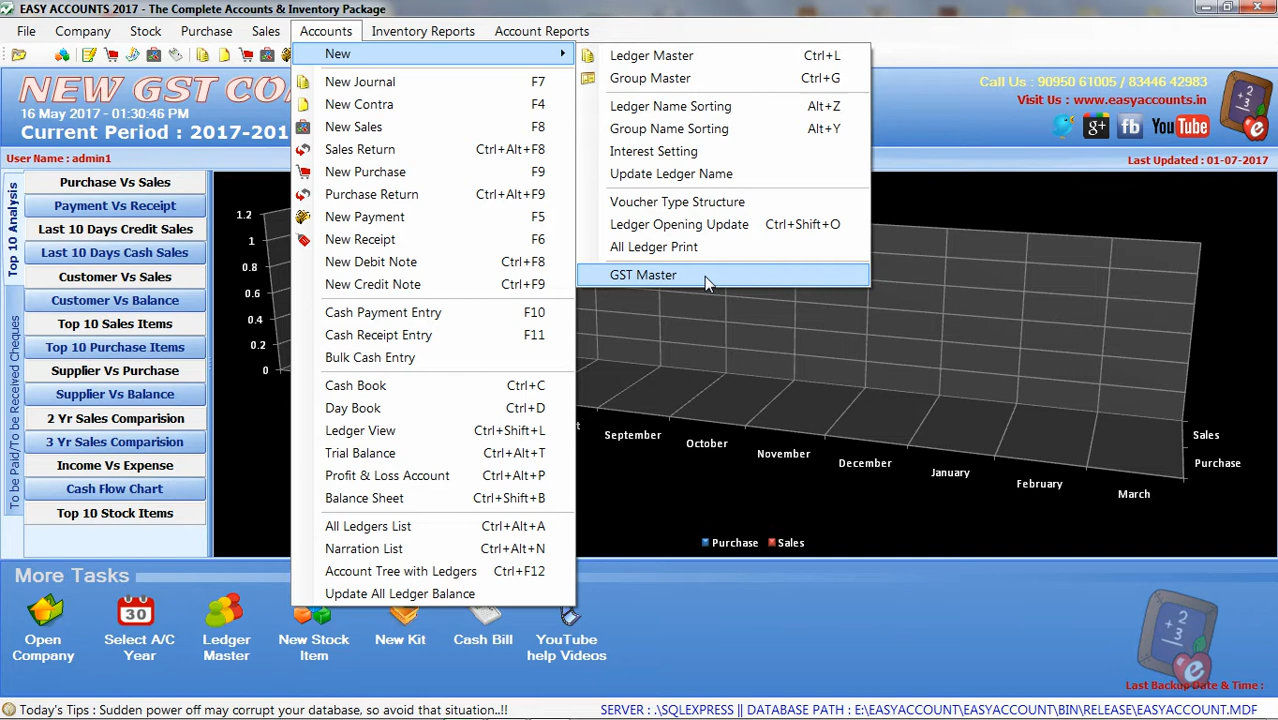 EASY ACCOUNTS 2017 - The Complete Accounts & Inventory Package
File Company Stock Purchase Sales Accounts Inventory Reports Account Reports
NEW GST CO
16 May 2017 - 01:30:46 PM
Current Period : 2017-201
Call Us : 90950 61005 / 83446 42983
Visit Us : www.easyaccounts.in
g+ fb You Tube
User Name : admin1
Last Updated : 01-07-2017
Top 10 Analysis
To be Paid/To be Received Cheques
Purchase Vs Sales
Payment Vs Receipt
Last 10 Days Credit Sales
Last 10 Days Cash Sales
Customer Vs Sales
Customer Vs Balance
Top 10 Sales Items
Top 10 Purchase Items
Supplier Vs Purchase
Supplier Vs Balance
2 Yr Sales Comparision
3 Yr Sales Comparision
Income Vs Expense
Cash Flow Chart
Top 10 Stock Items
1.2
1
0.8
0.6
0.4
0.2
0
New
New Journal F7
New Contra F4
New Sales F8
Sales Return Ctrl+Alt+F8
New Purchase F9
Purchase Return Ctrl+Alt+F9
New Payment F5
New Receipt F6
New Debit Note Ctrl+F8
New Credit Note Ctrl+F9
Cash Payment Entry F10
Cash Receipt Entry F11
Bulk Cash Entry
Cash Book Ctrl+C
Day Book Ctrl+D
Ledger View Ctrl+Shift+L
Trial Balance Ctrl+Alt+T
Profit & Loss Account Ctrl+Alt+P
Balance Sheet Ctrl+Shift+B
All Ledgers List Ctrl+Alt+A
Narration List Ctrl+Alt+N
Account Tree with Ledgers Ctrl+F12
Update All Ledger Balance
Ledger Master Ctrl+L
Group Master Ctrl+G
Ledger Name Sorting Alt+Z
Group Name Sorting Alt+Y
Interest Setting
Update Ledger Name
Voucher Type Structure
Ledger Opening Update Ctrl+Shift+O
All Ledger Print
GST Master
September
October
November
December
January
February
March
Sales
Purchase
Purchase Sales
More Tasks
Open Company
30
Select A/C Year
Ledger Master
New Stock Item
New Kit
Cash Bill
YouTube help Videos
Last Backup Date & Time :
Today's Tips : Sudden power off may corrupt your database, so avoid that situation..!!
SERVER : .\SQLEXPRESS || DATABASE PATH : E:\EASYACCOUNT\EASYACCOUNT\BIN\RELEASE\EASYACCOUNT.MDF